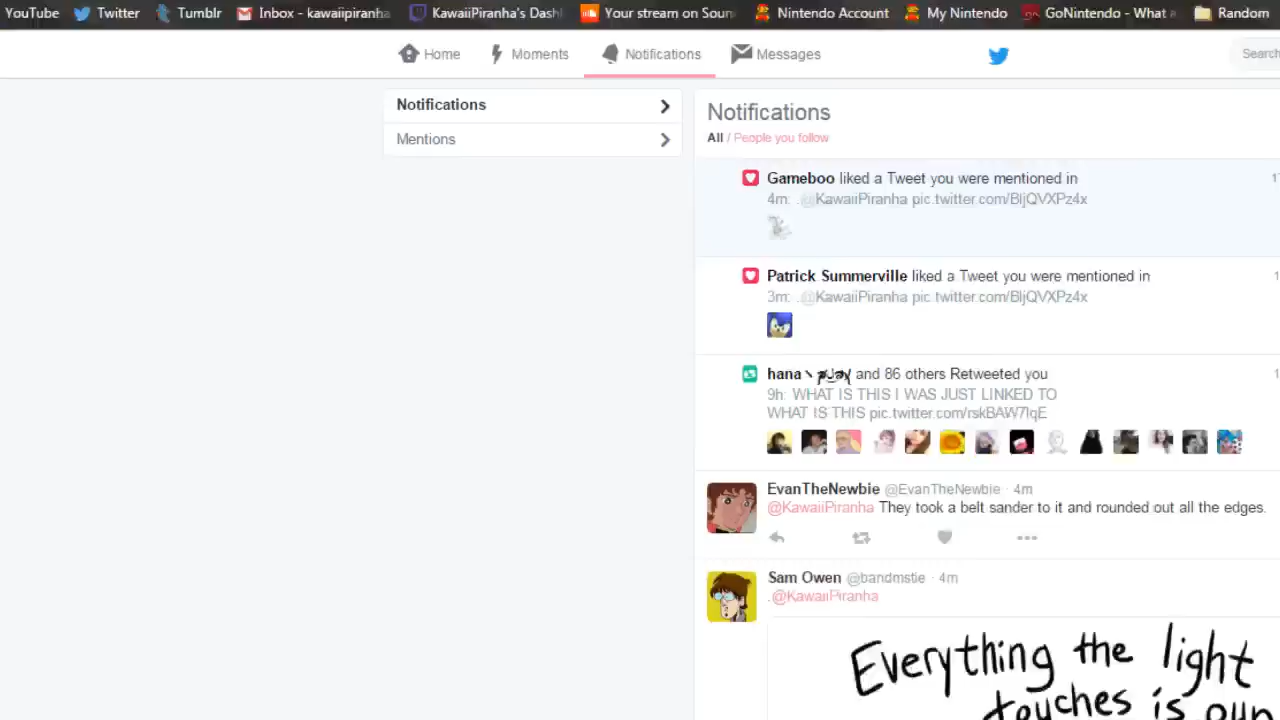 YouTube Twitter Tumblr Inbox - kawaiipiranha KawaiiPiranha's Dash Your stream on Soun Nintendo Account My Nintendo GoNintendo - What a Random
Home Moments Notifications Messages Search
Notifications
Mentions
Notifications
All / People you follow
Gameboo liked a Tweet you were mentioned in
4m: .@KawaiiPiranha pic.twitter.com/BljQVXPz4x
Patrick Summerville liked a Tweet you were mentioned in
3m: .@KawaiiPiranha pic.twitter.com/BljQVXPz4x
hana and 86 others Retweeted you
9h: WHAT IS THIS I WAS JUST LINKED TO
WHAT IS THIS pic.twitter.com/rskBAW7lqE
EvanTheNewbie @EvanTheNewbie · 4m
@KawaiiPiranha They took a belt sander to it and rounded out all the edges.
Sam Owen @bandmstie · 4m
.@KawaiiPiranha
Everything the light
touches is our